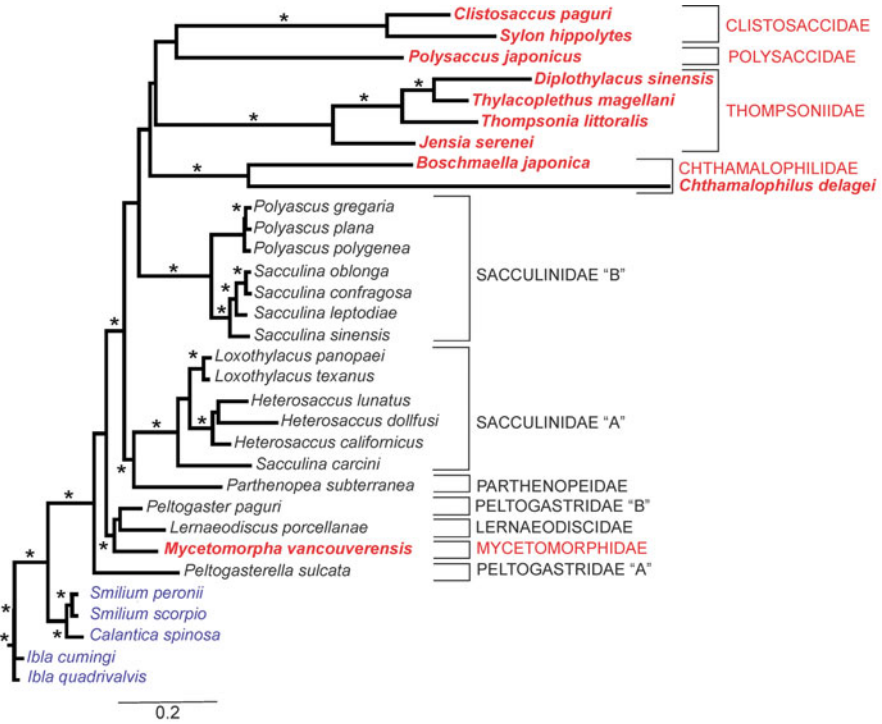 Clistosaccus paguri
CLISTOSACCIDAE
Sylon hippolytes
Polysaccus japonicus
POLYSACCIDAE
Diplothylacus sinensis
Thylacoplethus magellani
THOMPSONIIDAE
Thompsonia littoralis
Jensia serenei
Boschmaella japonica
CHTHAMALOPHILIDAE
Chthamalophilus delagei
Polyascus gregaria
Polyascus plana
Polyascus polygenea
Sacculina oblonga
SACCULINIDAE “B”
Sacculina confragosa
Sacculina leptodiae
Sacculina sinensis
Loxothylacus panopaei
Loxothylacus texanus
Heterosaccus lunatus
Heterosaccus dollfusi
SACCULINIDAE “A”
Heterosaccus californicus
Sacculina carcini
Parthenopea subterranea
PARTHENOPEIDAE
Peltogaster paguri
PELTOGASTRIDAE “B”
Lernaeodiscus porcellanae
LERNAEODISCIDAE
Mycetomorpha vancouverensis
MYCETOMORPHIDAE
Peltogasterella sulcata
PELTOGASTRIDAE “A”
Smilium peronii
Smilium scorpio
Calantica spinosa
Ibla cumingi
Ibla quadrivalvis
0.2